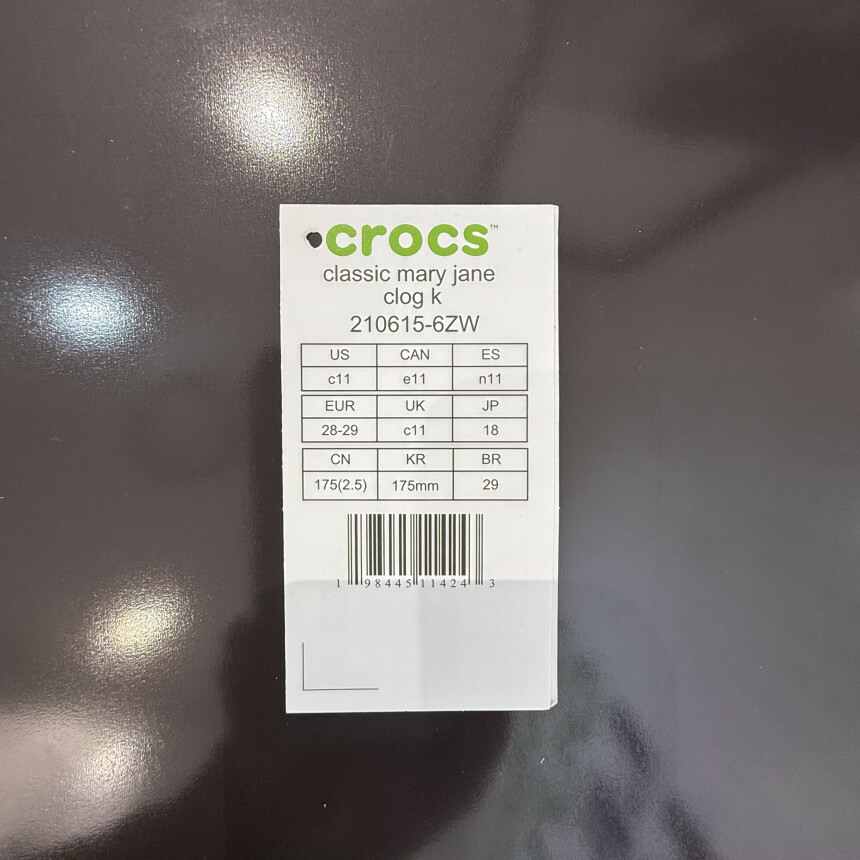 crocs™
classic mary jane
clog k
210615-6ZW
US CAN ES
c11 e11 n11
EUR UK JP
28-29 c11 18
CN KR BR
175(2.5) 175mm 29
1 98445 11424 3